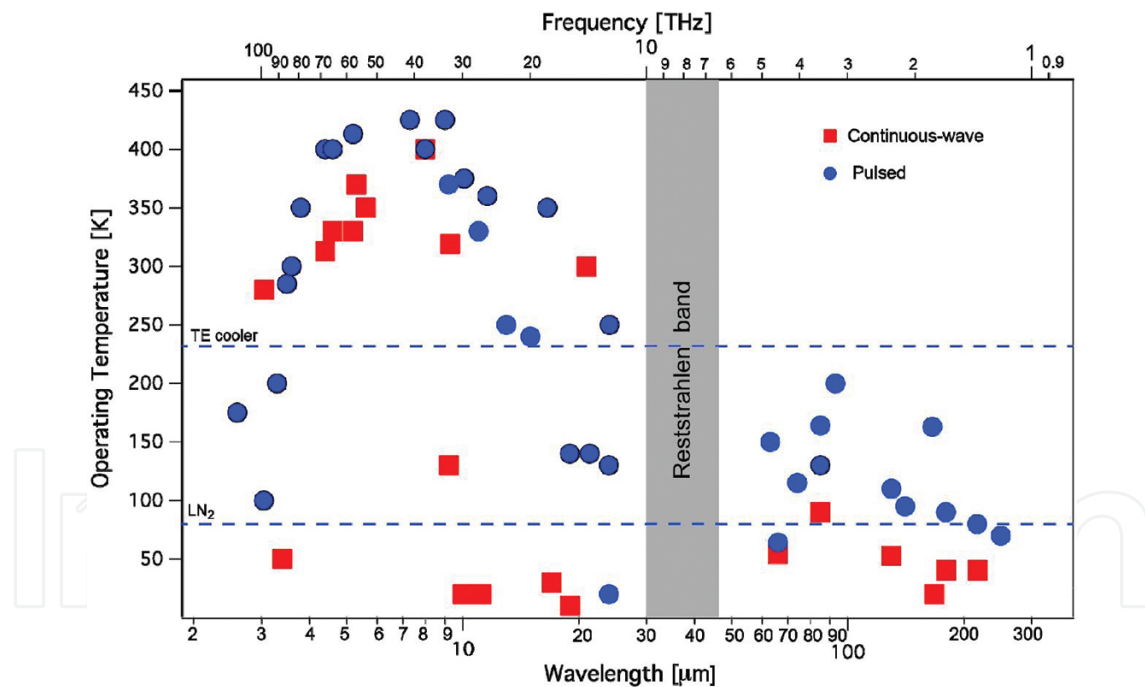 Frequency [THz]
100 90 80 70 60 50 40 30 20 10 9 8 7 6 5 4 3 2 1 0.9
450
400
350
300
250
200
150
100
50
Operating Temperature [K]
Continuous-wave
Pulsed
TE cooler
LN2
Reststrahlen band
2 3 4 5 6 7 8 9 10 20 30 40 50 60 70 80 90 100 200 300
Wavelength [μm]